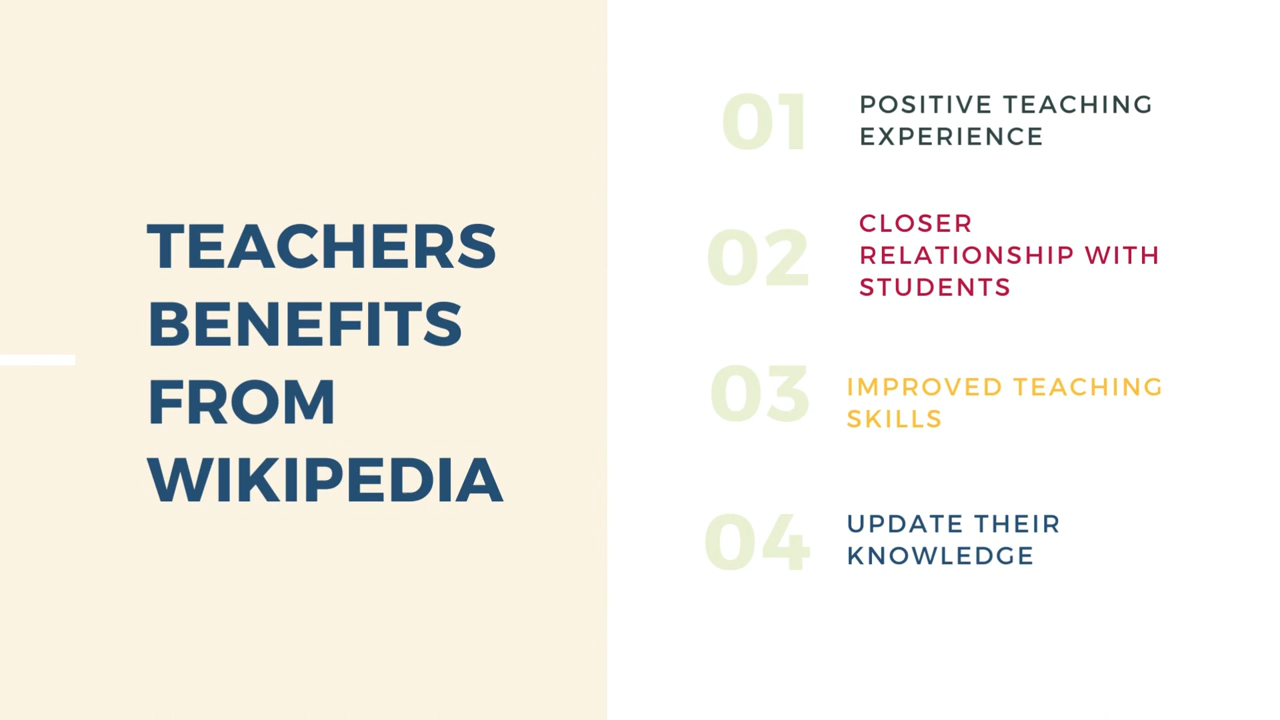 TEACHERS
BENEFITS
FROM
WIKIPEDIA
01
POSITIVE TEACHING
EXPERIENCE
02
CLOSER
RELATIONSHIP WITH
STUDENTS
03
IMPROVED TEACHING
SKILLS
04
UPDATE THEIR
KNOWLEDGE